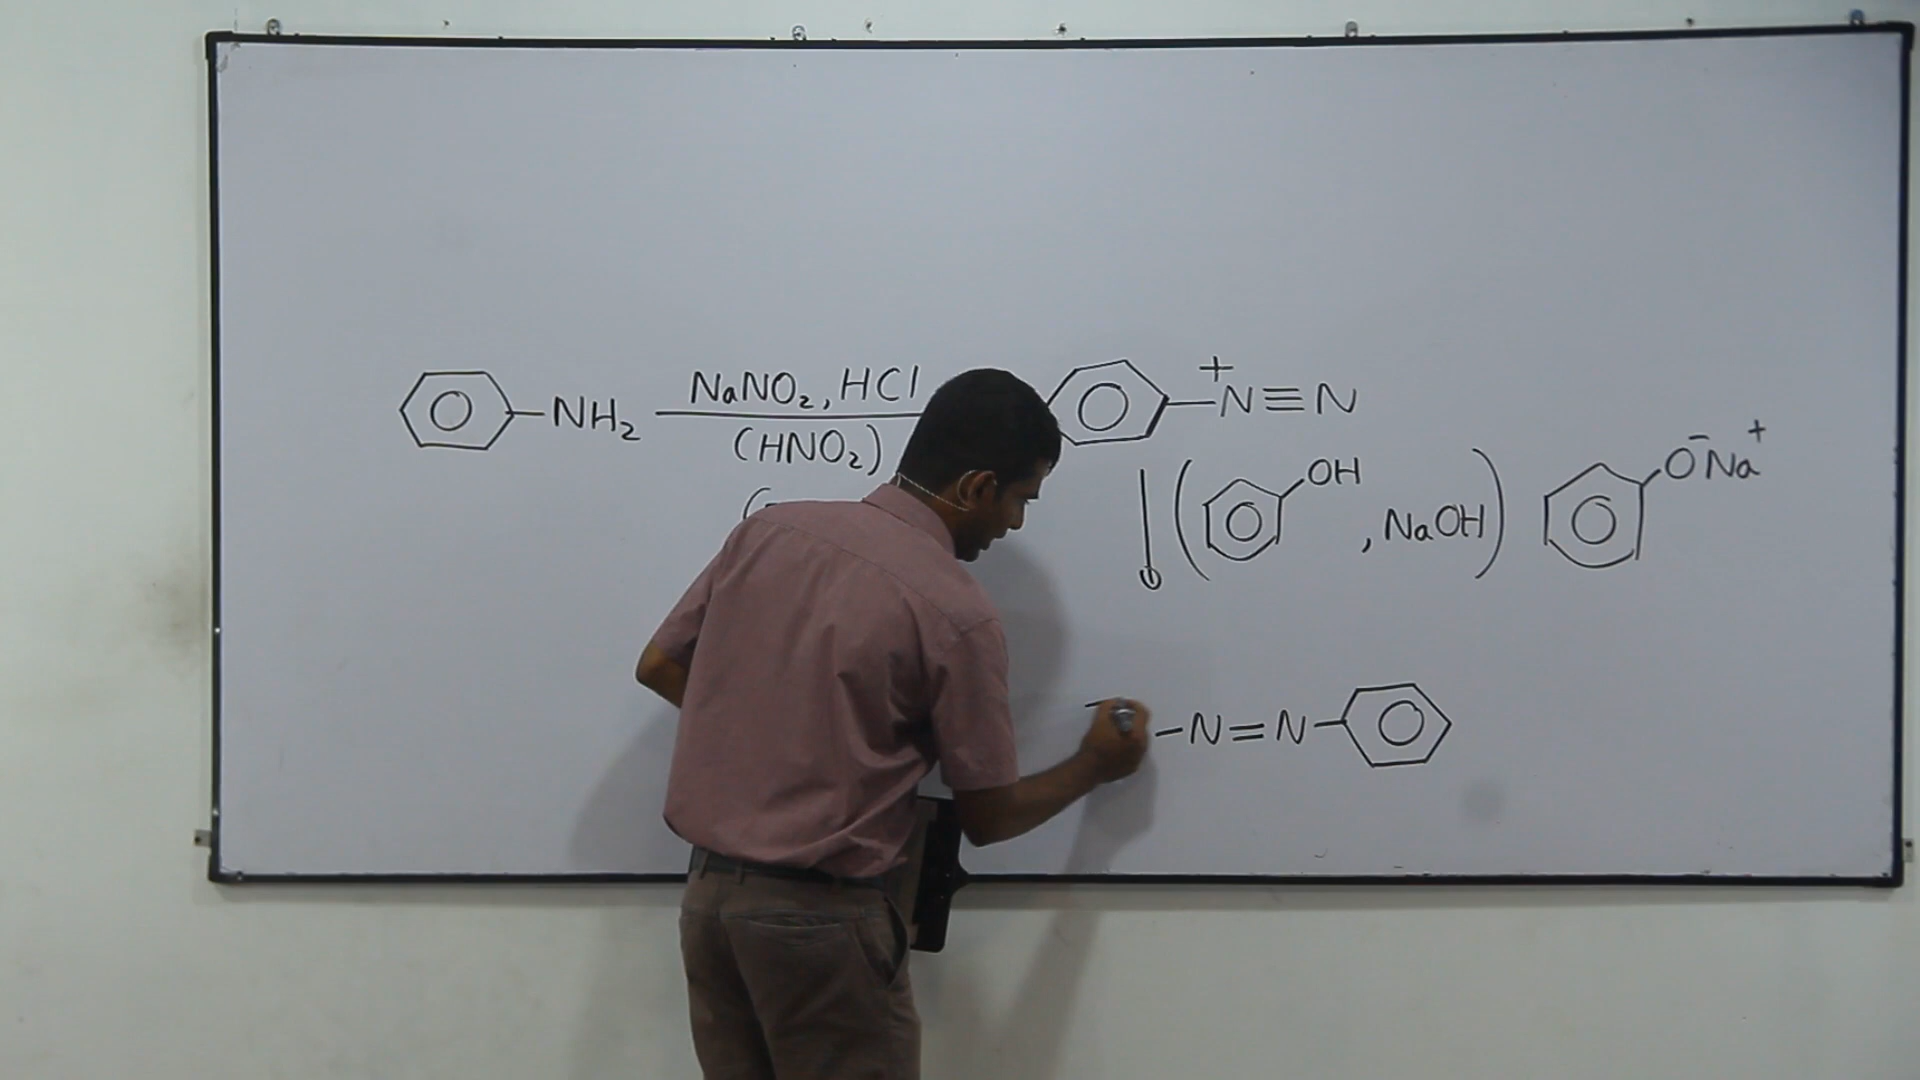 NH₂
NaNO₂, HCl
(HNO₂)
N⁺≡N
( OH , NaOH )
O⁻Na⁺
-N=N-